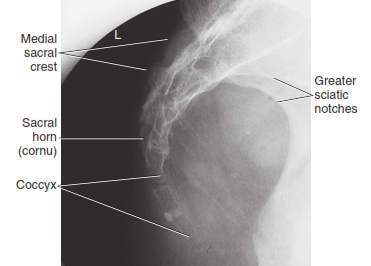 L
Medial
sacral
crest
Greater
sciatic
notches
Sacral
horn
(cornu)
Coccyx